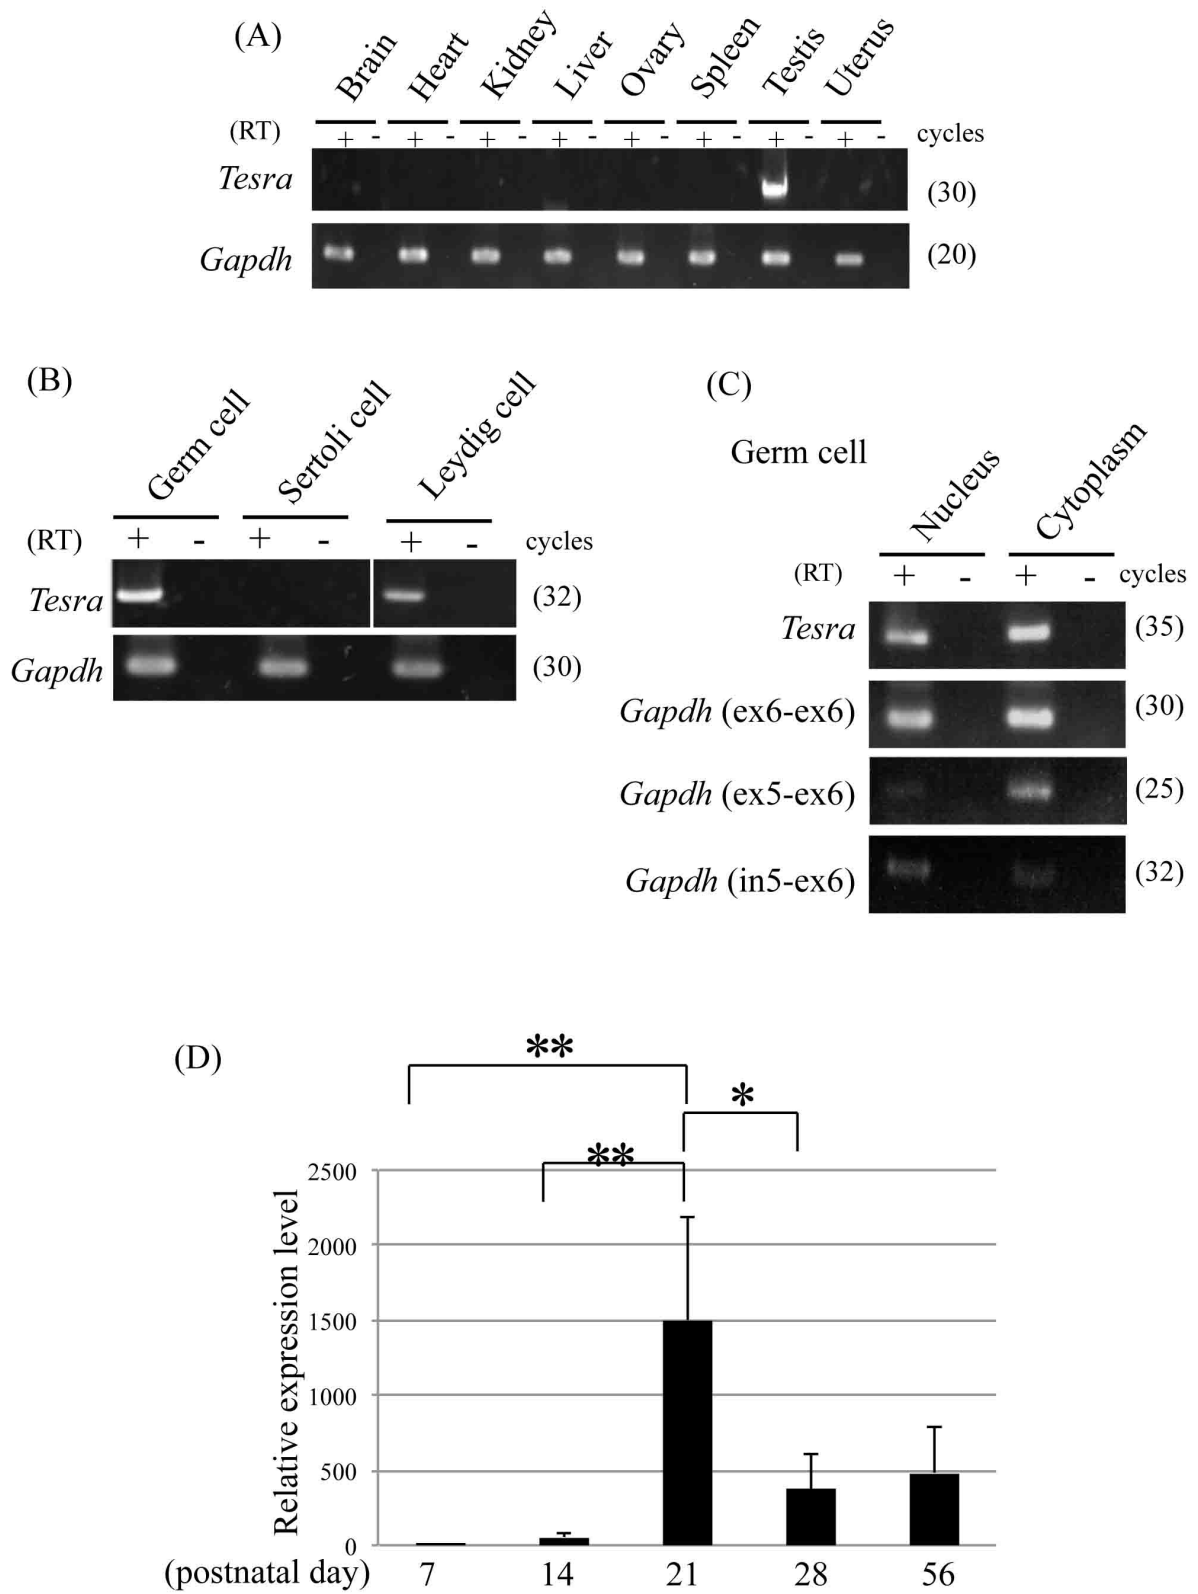 (A)
Brain Heart Kidney Liver Ovary Spleen Testis Uterus
(RT) + - + - + - + - + - + - + - + - cycles
Tesra (30)
Gapdh (20)
(B)
Germ cell Sertoli cell Leydig cell
(RT) + - + - + - cycles
Tesra (32)
Gapdh (30)
(C)
Germ cell
Nucleus Cytoplasm
(RT) + - + - cycles
Tesra (35)
Gapdh (ex6-ex6) (30)
Gapdh (ex5-ex6) (25)
Gapdh (in5-ex6) (32)
(D)
**
*
**
Relative expression level
2500
2000
1500
1000
500
0
(postnatal day) 7 14 21 28 56